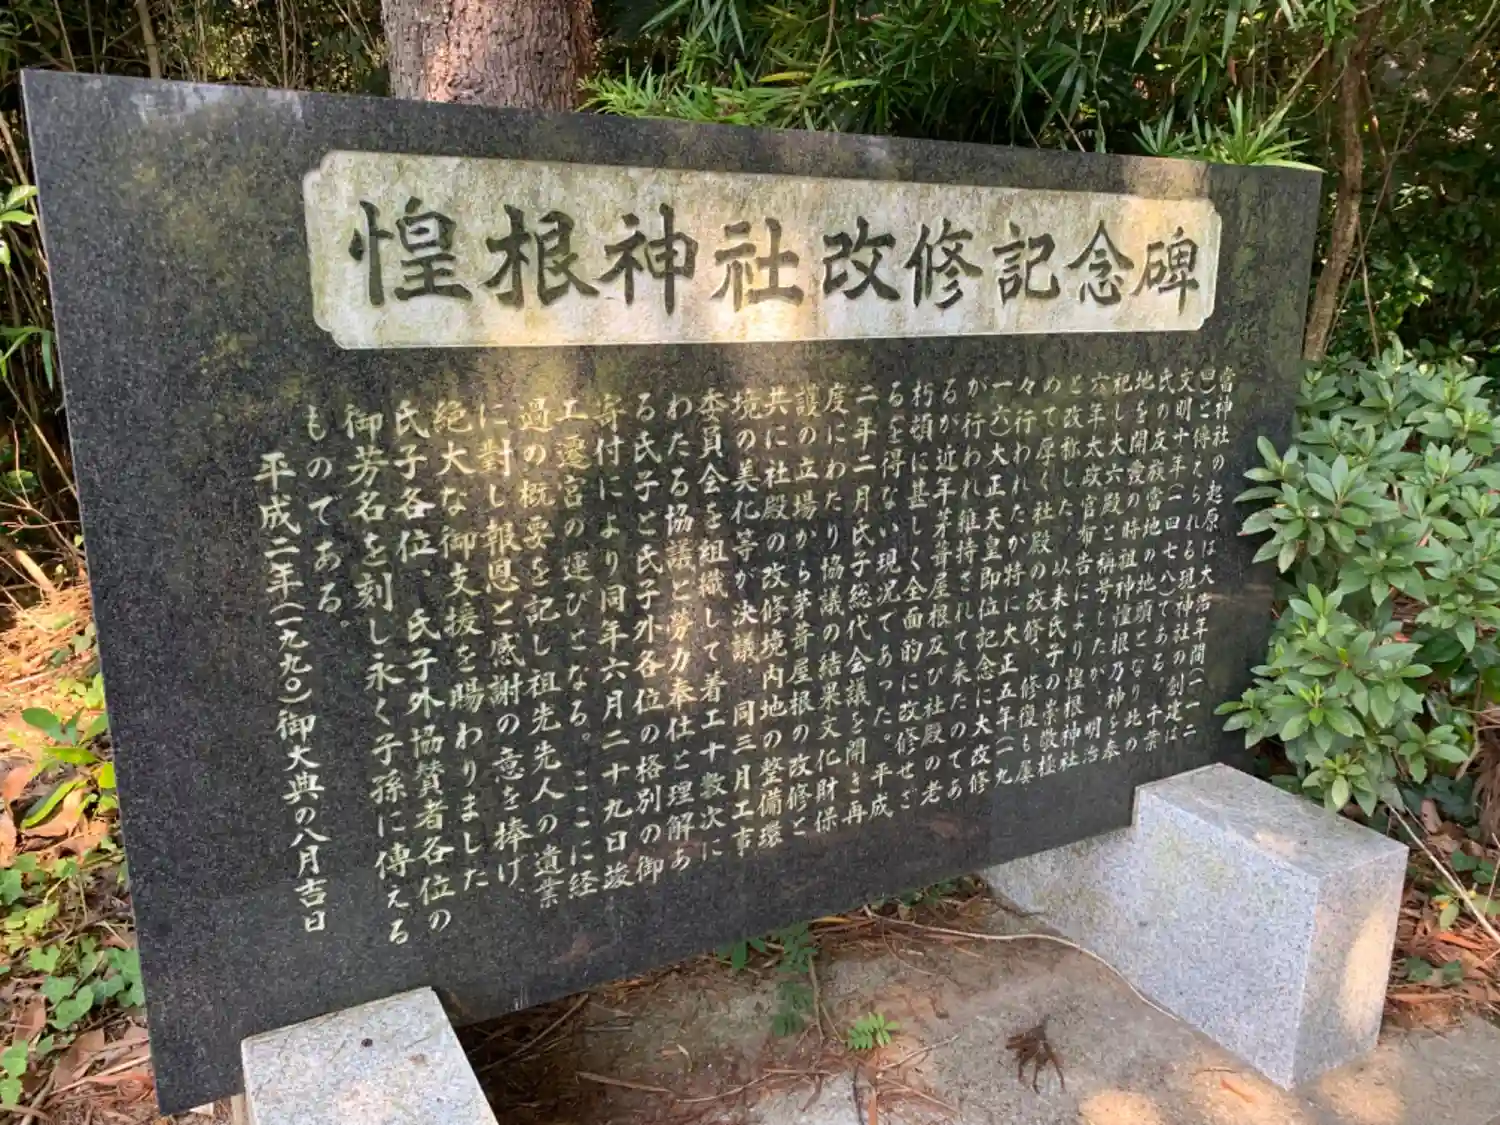 惶根神社改修記念碑
當神社の起原は大治年間(一一二
四)と傳えられる現神社の創建は
文明十年(一四七八)である。千葉
氏の友族當地の地頭となり此の
地を開發の時祖神惶根乃神を奉
祀し大六殿と稱号したが、明治
六年太政官布告により惶根神社
と改称した、以来氏子の崇敬極
めて厚く社殿の改修、修復も屡
々行われたが特に大正五年(一九
一六)大正天皇即位記念に大改修
が行われ維持されて来たのであ
るが近年茅葺屋根及び社殿の老
朽頽に甚しく全面的に改修せざ
るを得ない現況であった。平成
二年二月氏子総代会議を開き再
度にわたり協議の結果文化財保
護の立場から茅葺屋根の改修と
共に社殿の改修境内地の整備環
境の美化等が決議、同三月工事
委員会を組織して着工十数次に
わたる協議と労力奉仕と理解あ
る氏子と氏子外各位の格別の御
寄付により同年六月二十九日竣
工遷宮の運びとなる。ここに経
過の概要を記し祖先先人の遺業
に對し報恩と感謝の意を捧げ、
絶大な御支援を賜わりました
氏子各位、氏子外協賛者各位の
御芳名を刻し永く子孫に傳える
ものである。
平成二年(一九九〇)御大典の八月吉日